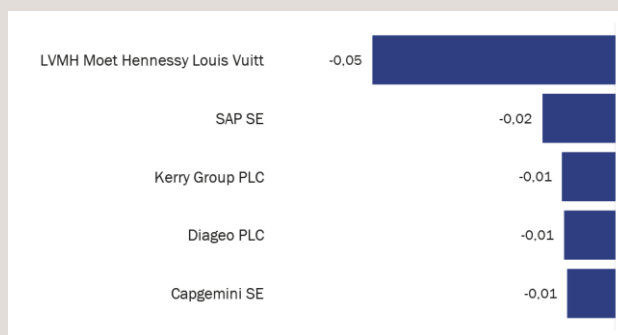 LVMH Moet Hennessy Louis Vuitt -0,05
SAP SE -0,02
Kerry Group PLC -0,01
Diageo PLC -0,01
Capgemini SE -0,01